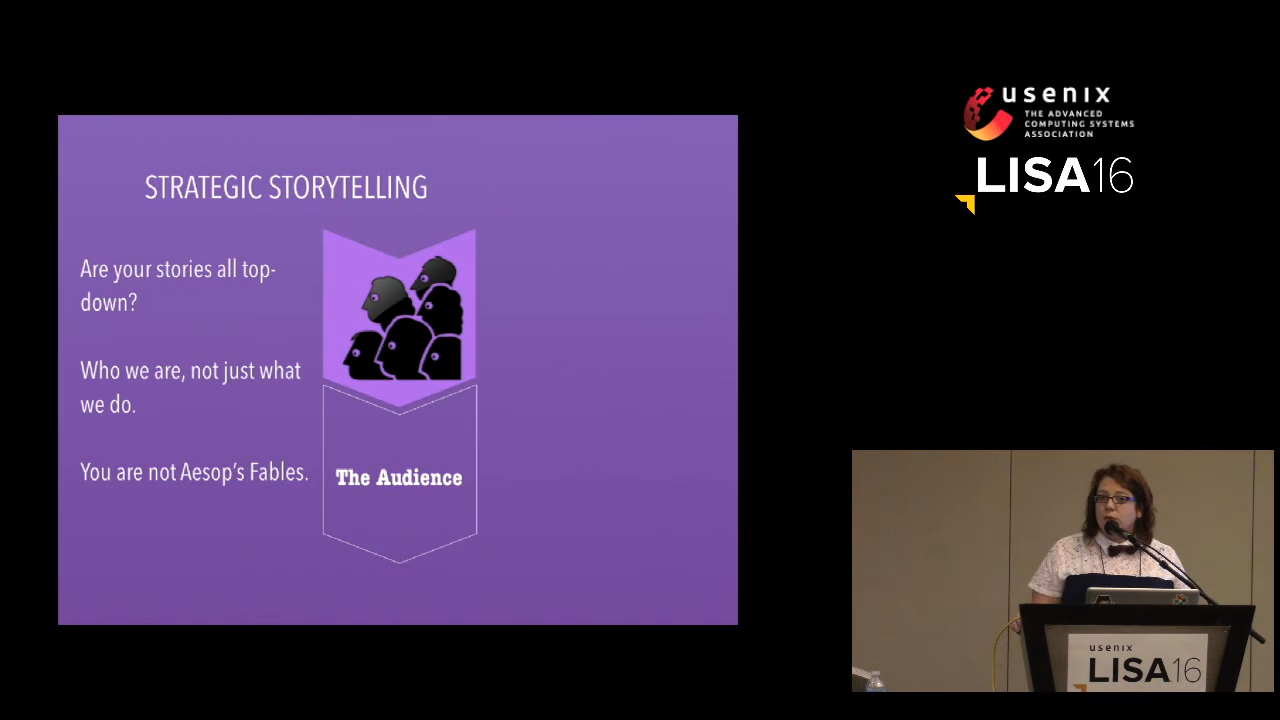 usenix
THE ADVANCED
COMPUTING SYSTEMS
ASSOCIATION
LISA16
STRATEGIC STORYTELLING
Are your stories all top-
down?
Who we are, not just what
we do.
You are not Aesop's Fables.
The Audience
usenix
LISA16